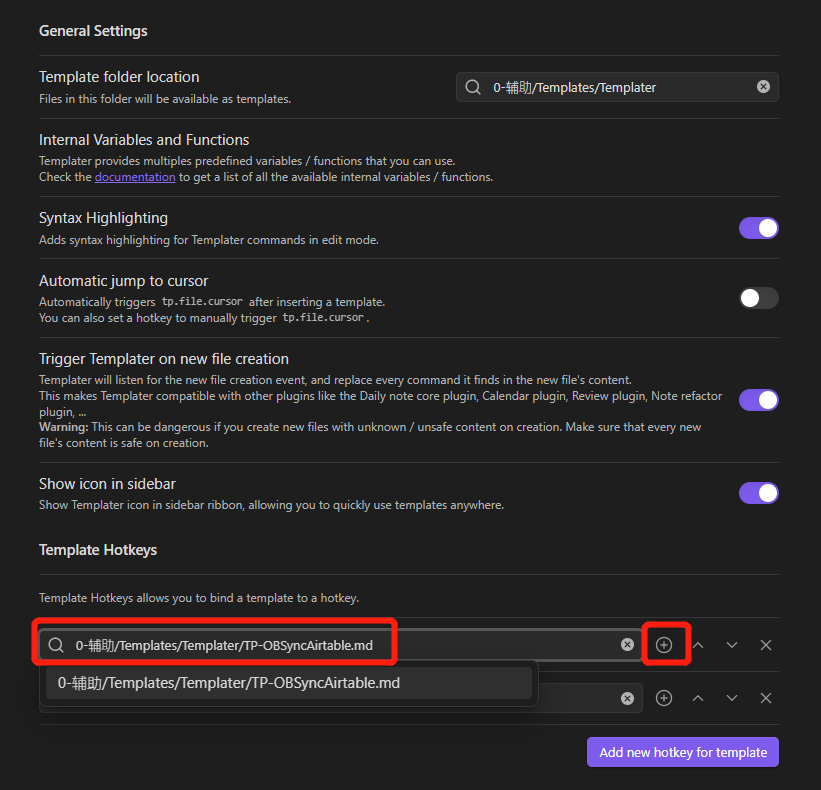 General Settings
Template folder location
Files in this folder will be available as templates.
0-辅助/Templates/Templater
Internal Variables and Functions
Templater provides multiples predefined variables / functions that you can use.
Check the documentation to get a list of all the available internal variables / functions.
Syntax Highlighting
Adds syntax highlighting for Templater commands in edit mode.
Automatic jump to cursor
Automatically triggers tp.file.cursor after inserting a template.
You can also set a hotkey to manually trigger tp.file.cursor.
Trigger Templater on new file creation
Templater will listen for the new file creation event, and replace every command it finds in the new file's content.
This makes Templater compatible with other plugins like the Daily note core plugin, Calendar plugin, Review plugin, Note refactor
plugin, ...
Warning: This can be dangerous if you create new files with unknown / unsafe content on creation. Make sure that every new
file's content is safe on creation.
Show icon in sidebar
Show Templater icon in sidebar ribbon, allowing you to quickly use templates anywhere.
Template Hotkeys
Template Hotkeys allows you to bind a template to a hotkey.
0-辅助/Templates/Templater/TP-OBSyncAirtable.md
0-辅助/Templates/Templater/TP-OBSyncAirtable.md
Add new hotkey for template